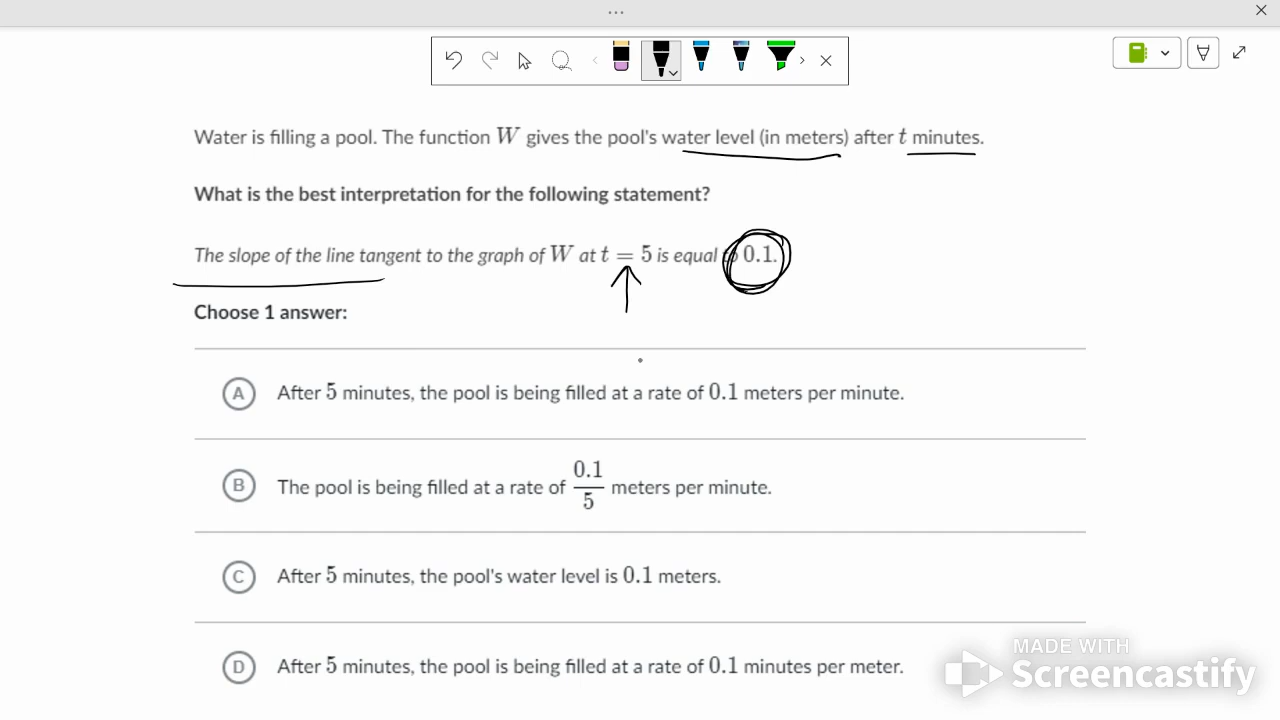 Water is filling a pool. The function W gives the pool's water level (in meters) after t minutes.
What is the best interpretation for the following statement?
The slope of the line tangent to the graph of W at t = 5 is equal to 0.1.
Choose 1 answer:
A After 5 minutes, the pool is being filled at a rate of 0.1 meters per minute.
B The pool is being filled at a rate of 0.1/5 meters per minute.
C After 5 minutes, the pool's water level is 0.1 meters.
D After 5 minutes, the pool is being filled at a rate of 0.1 minutes per meter.
MADE WITH
Screencastify